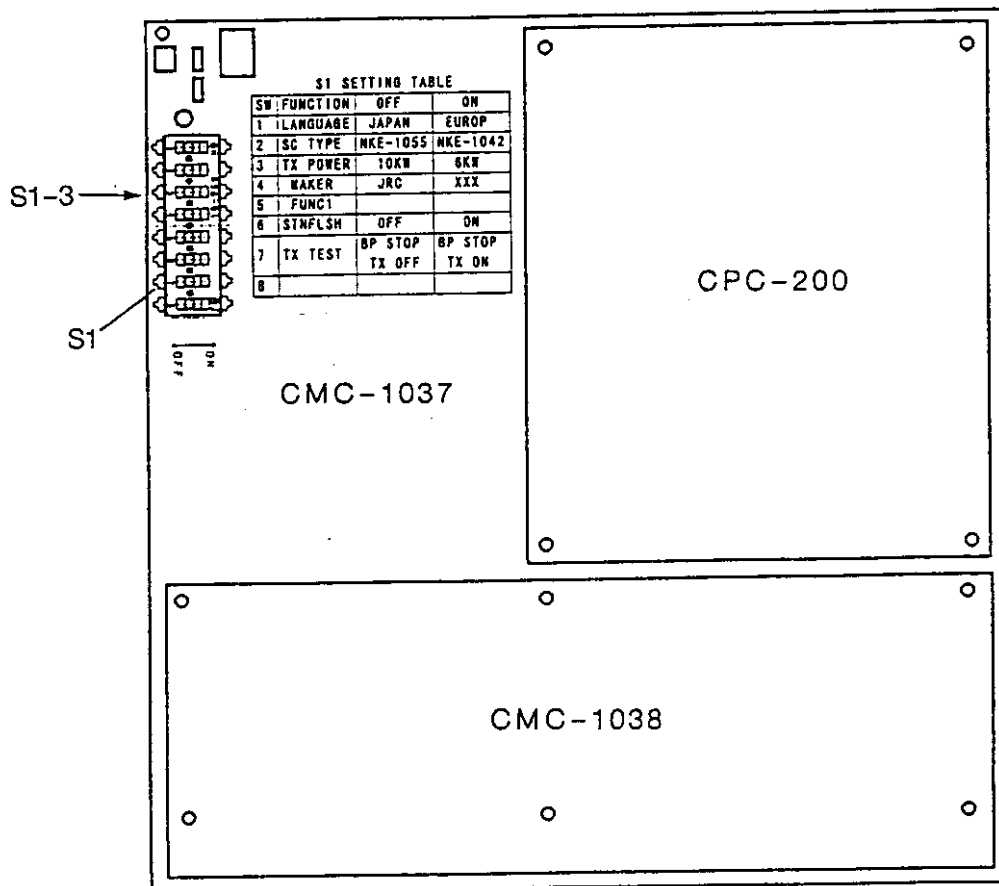 S1 SETTING TABLE
SW FUNCTION OFF ON
1 LANGUAGE JAPAN EUROP
2 SC TYPE NKE-1055 NKE-1042
3 TX POWER 10KW 6KW
4 MAKER JRC XXX
5 FUNC1
6 STNFLSH OFF ON
7 TX TEST BP STOP TX OFF BP STOP TX ON
8
S1-3
S1
OFF ON
CMC-1037
CPC-200
CMC-1038